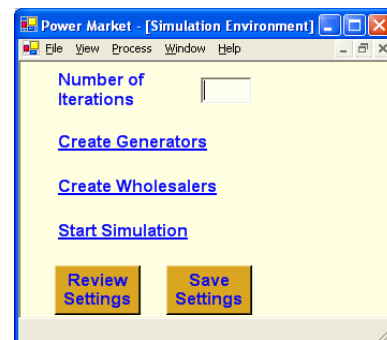 Power Market - [Simulation Environment]
File View Process Window Help
Number of
Iterations
Create Generators
Create Wholesalers
Start Simulation
Review Save
Settings Settings